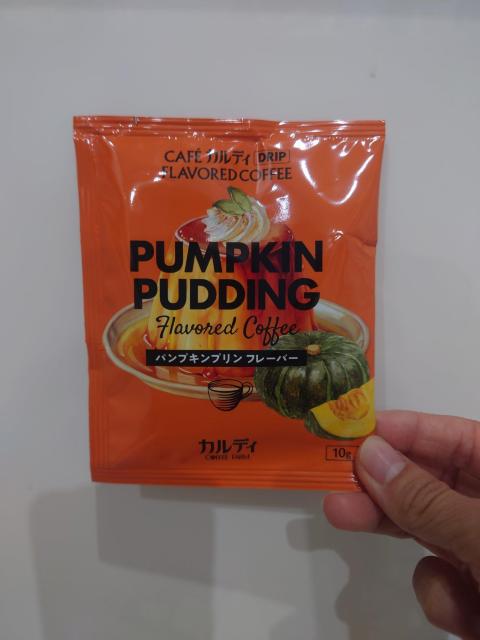 CAFÉ カルディ DRIP
FLAVORED COFFEE
PUMPKIN
PUDDING
Flavored Coffee
パンプキンプリン フレーバー
カルディ
COFFEE FARM
10g